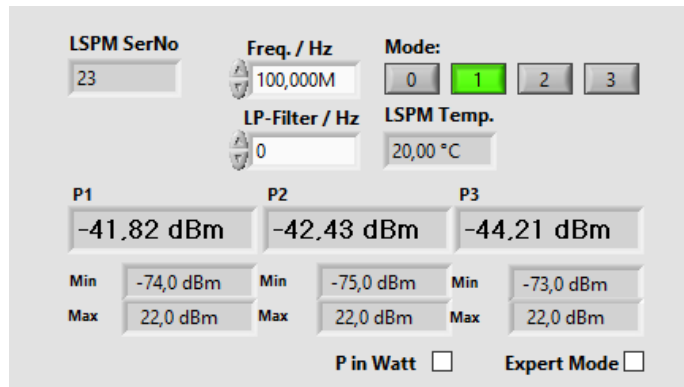 LSPM SerNo Freq. / Hz Mode:
23 100,000M 0 1 2 3
LP-Filter / Hz LSPM Temp.
0 20,00 °C
P1 P2 P3
-41,82 dBm -42,43 dBm -44,21 dBm
Min -74,0 dBm Min -75,0 dBm Min -73,0 dBm
Max 22,0 dBm Max 22,0 dBm Max 22,0 dBm
P in Watt Expert Mode